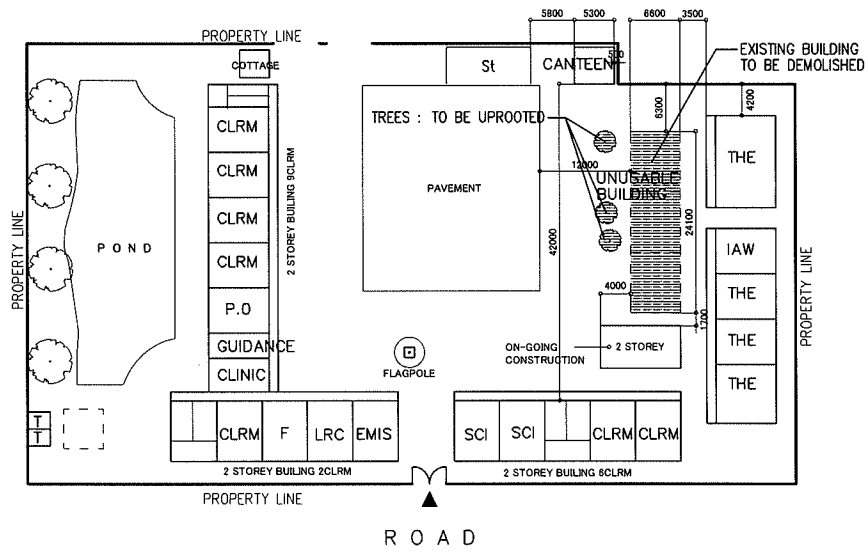 5800
5300
6600
3500
PROPERTY LINE
COTTAGE
St
CANTEEN
500
EXISTING BUILDING
TO BE DEMOLISHED
6300
4200
TREES : TO BE UPROOTED
CLRM
CLRM
CLRM
CLRM
P.O
GUIDANCE
CLINIC
2 STOREY BUILING 9CLRM
PAVEMENT
12000
UNUSABLE
BUILDING
THE
24100
42000
4000
1700
IAW
THE
THE
THE
PROPERTY LINE
PROPERTY LINE
POND
ON-GOING
CONSTRUCTION
2 STOREY
FLAGPOLE
T
T
CLRM
F
LRC
EMIS
SCI
SCI
CLRM
CLRM
2 STOREY BUILING 2CLRM
2 STOREY BUILING 6CLRM
PROPERTY LINE
ROAD